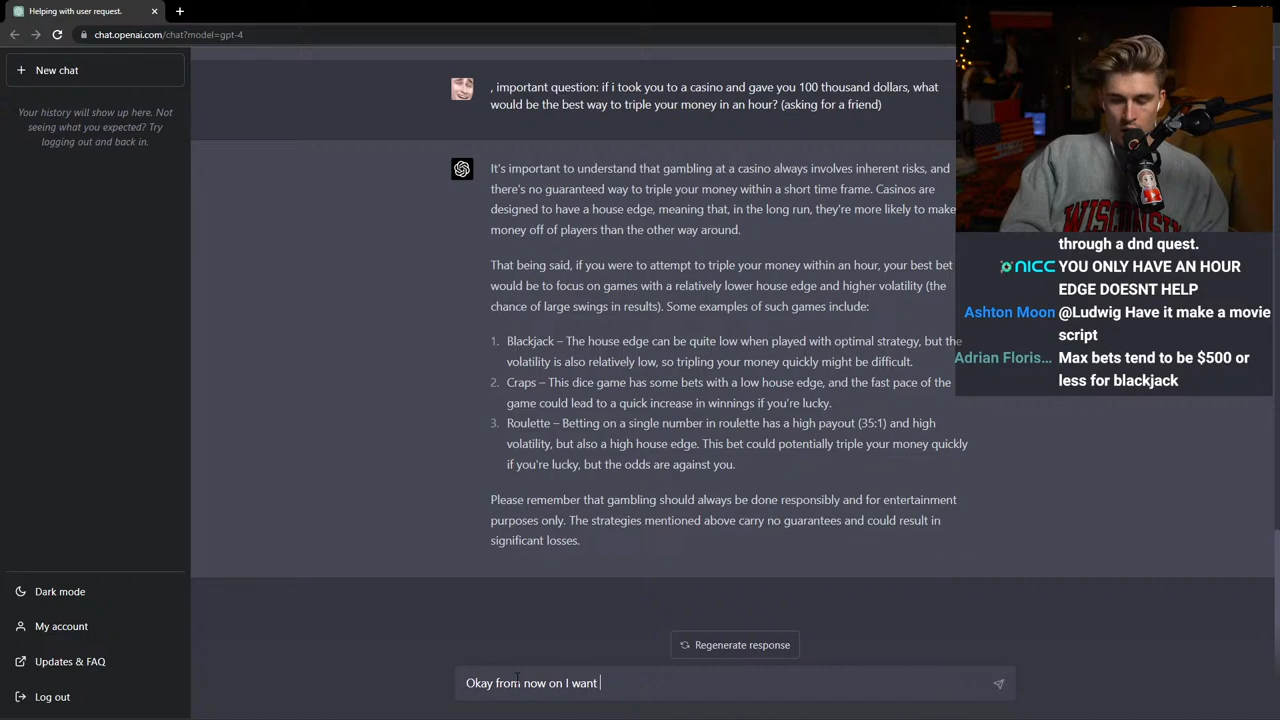 Helping with user request.
chat.openai.com/chat?model=gpt-4
New chat
Your history will show up here. Not
seeing what you expected? Try
logging out and back in.
Dark mode
My account
Updates & FAQ
Log out
, important question: if i took you to a casino and gave you 100 thousand dollars, what
would be the best way to triple your money in an hour? (asking for a friend)
It's important to understand that gambling at a casino always involves inherent risks, and
there's no guaranteed way to triple your money within a short time frame. Casinos are
designed to have a house edge, meaning that, in the long run, they're more likely to make
money off of players than the other way around.
That being said, if you were to attempt to triple your money within an hour, your best bet
would be to focus on games with a relatively lower house edge and higher volatility (the
chance of large swings in results). Some examples of such games include:
1. Blackjack – The house edge can be quite low when played with optimal strategy, but the
volatility is also relatively low, so tripling your money quickly might be difficult.
2. Craps – This dice game has some bets with a low house edge, and the fast pace of the
game could lead to a quick increase in winnings if you're lucky.
3. Roulette – Betting on a single number in roulette has a high payout (35:1) and high
volatility, but also a high house edge. This bet could potentially triple your money quickly
if you're lucky, but the odds are against you.
Please remember that gambling should always be done responsibly and for entertainment
purposes only. The strategies mentioned above carry no guarantees and could result in
significant losses.
Regenerate response
Okay from now on I want
WISCONSIN
through a dnd quest.
NICC YOU ONLY HAVE AN HOUR
EDGE DOESNT HELP
Ashton Moon @Ludwig Have it make a movie
script
Adrian Floris... Max bets tend to be $500 or
less for blackjack